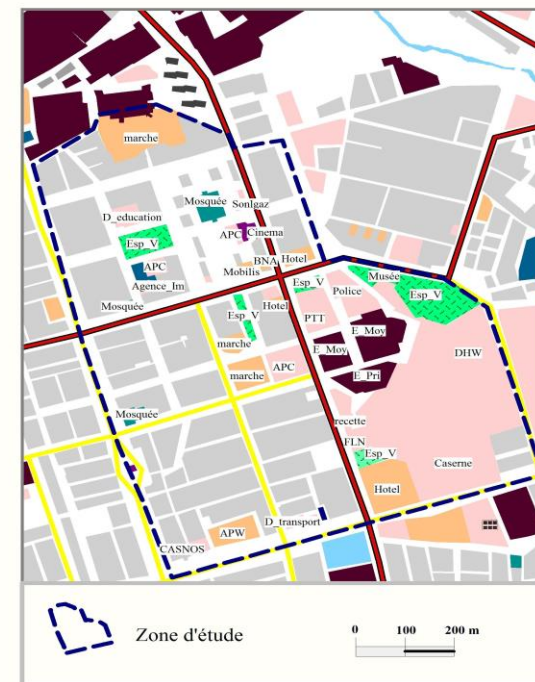 marche
Mosquée
Sonlgaz
D_education
APC
Cinema
Esp_V
BNA
Hotel
APC
Mobilis
Musée
Agence_Im
Esp_V
Police
Esp_V
Mosquée
Hotel
Esp_V
PTT
E_Moy
marche
E_Moy
DHW
marche
APC
E_Pri
Mosquée
recette
FLN
Esp_V
Caserne
Hotel
D_transport
APW
CASNOS
Zone d'étude
0 100 200 m